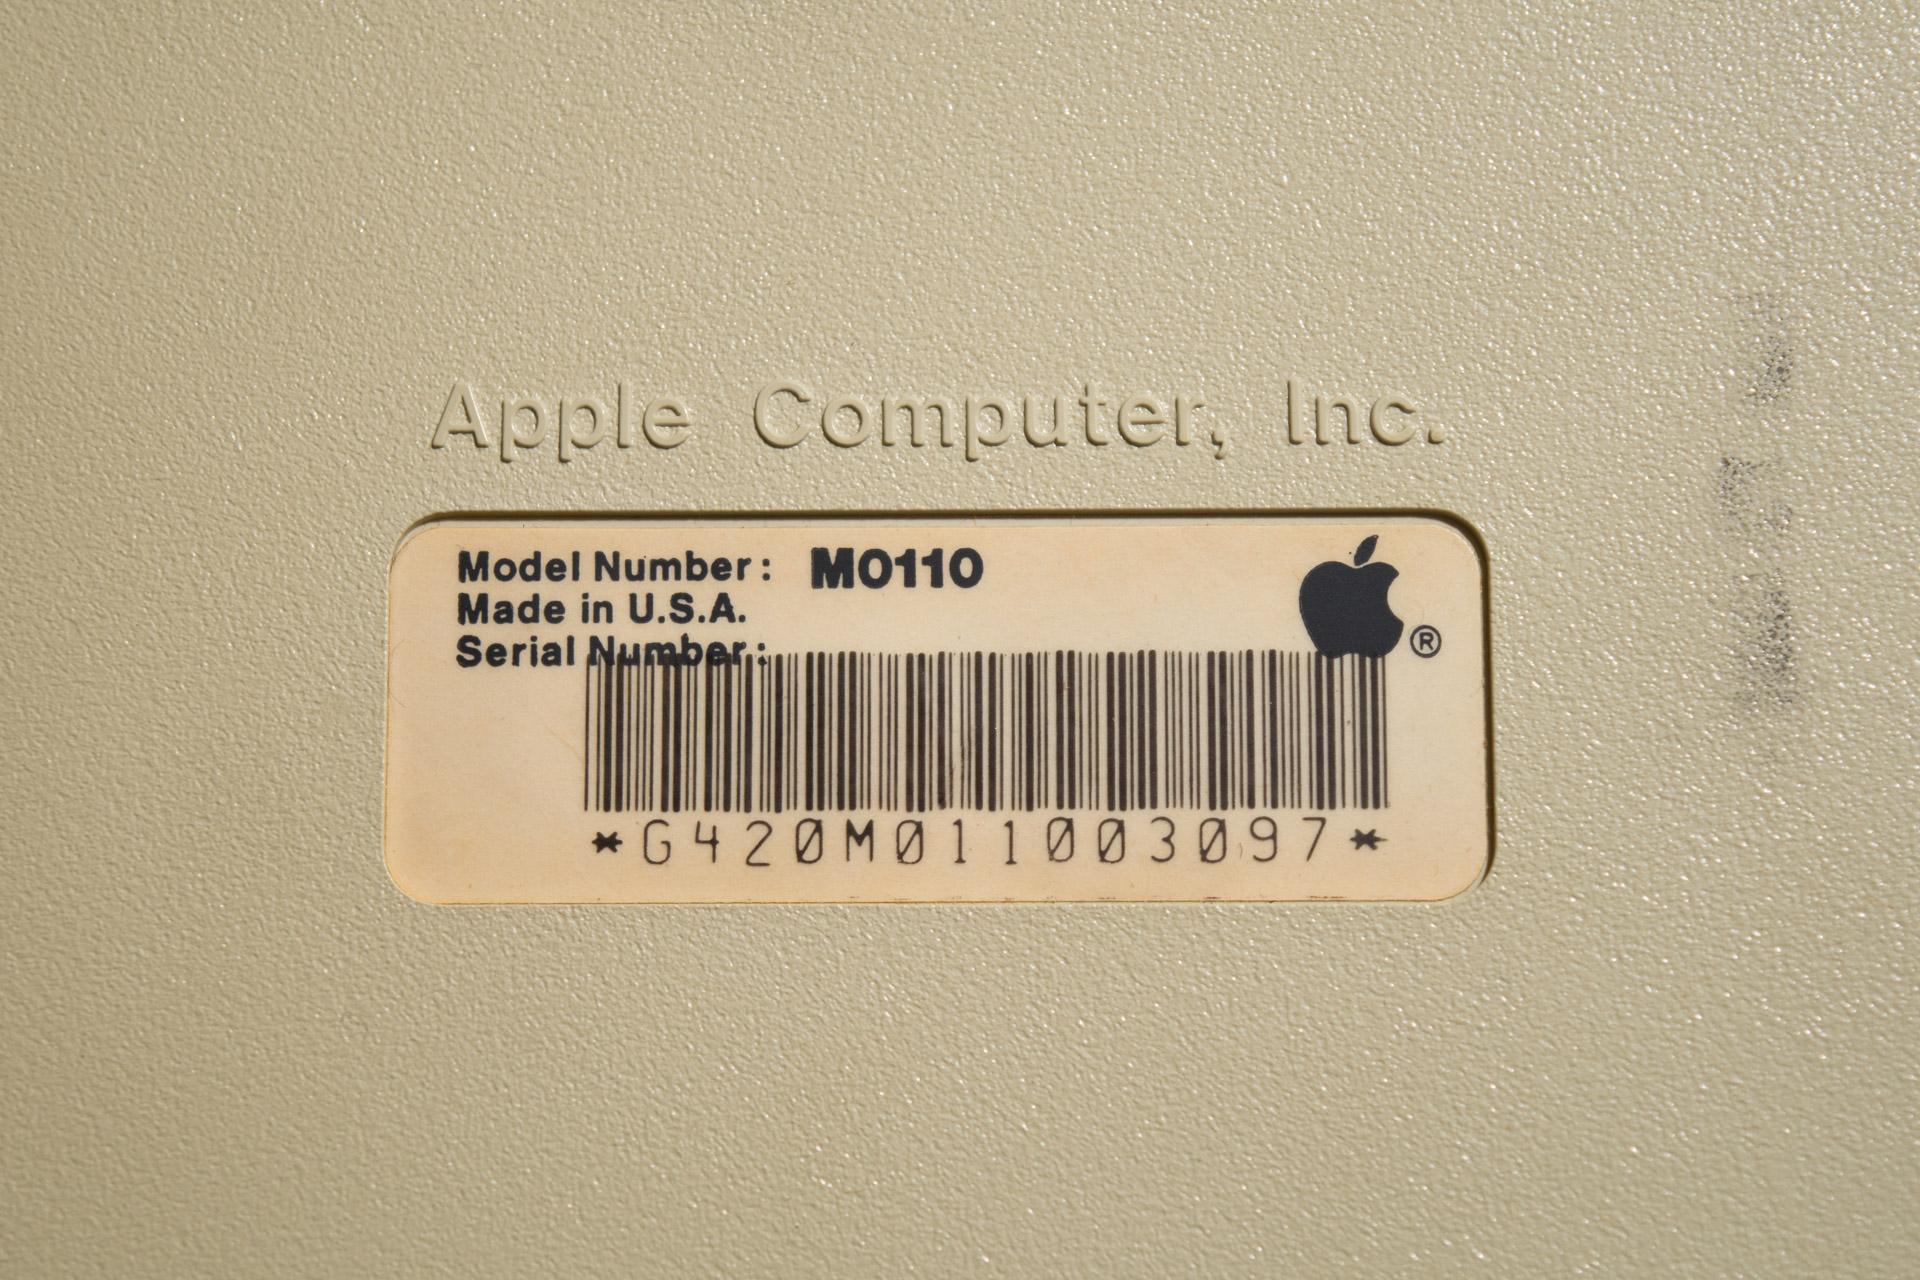 Apple Computer, Inc.
Model Number: M0110
Made in U.S.A.
Serial Number:
®
*G420M011003097*